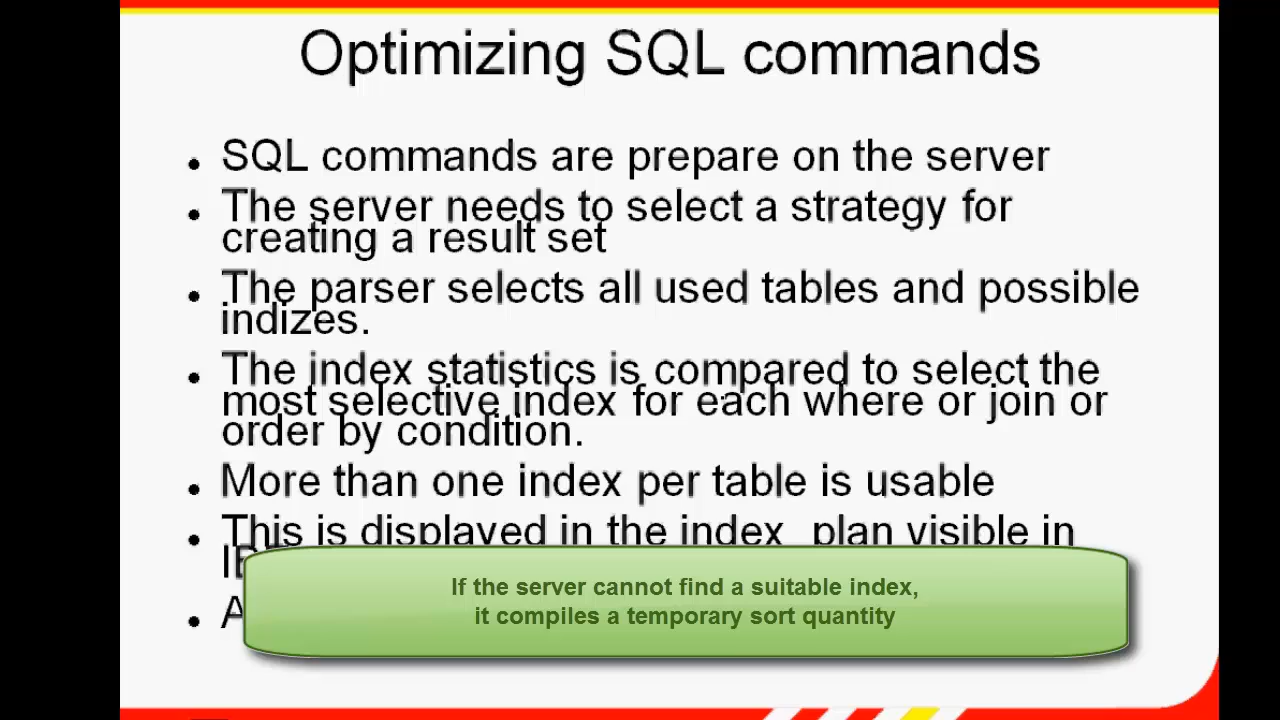 Optimizing SQL commands
• SQL commands are prepare on the server
• The server needs to select a strategy for
creating a result set
• The parser selects all used tables and possible
indizes.
• The index statistics is compared to select the
most selective index for each where or join or
order by condition.
• More than one index per table is usable
• This is displayed in the index plan visible in
If the server cannot find a suitable index,
it compiles a temporary sort quantity